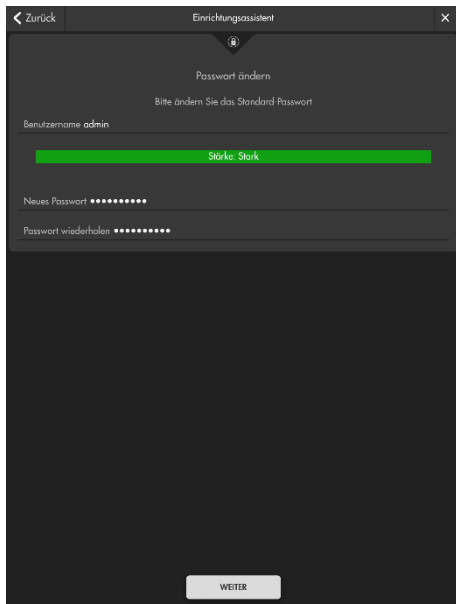 Zurück Einrichtungsassistent
Passwort ändern
Bitte ändern Sie das Standard-Passwort
Benutzername admin
Stärke: Stark
Neues Passwort ••••••••••
Passwort wiederholen ••••••••••
WEITER